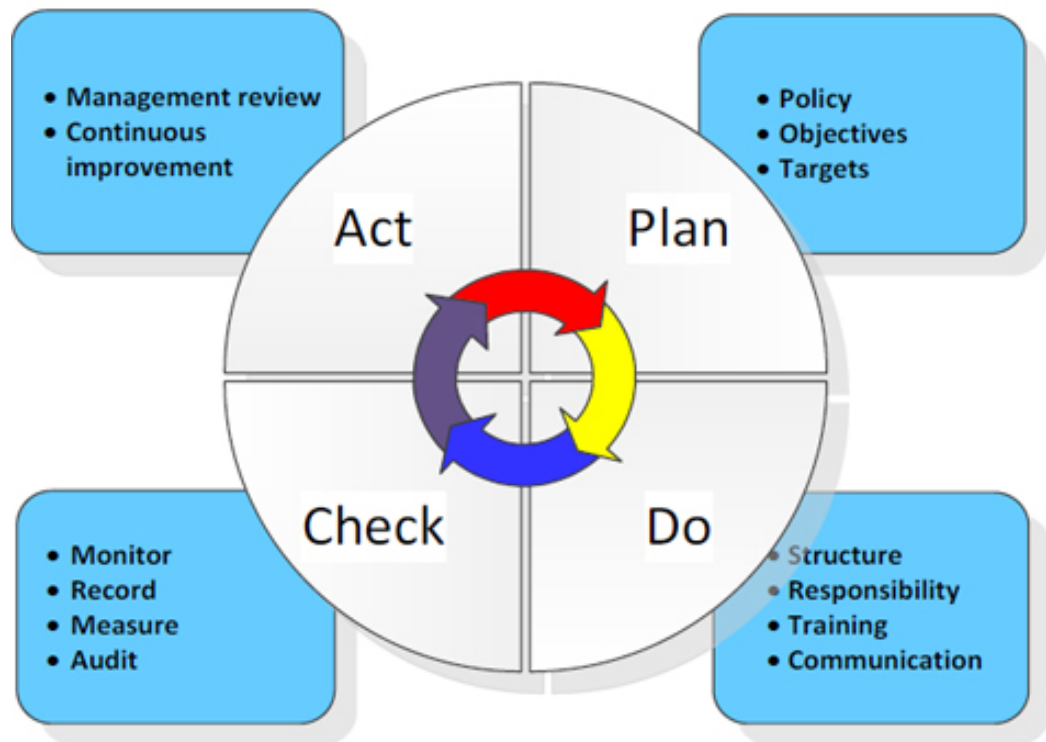 • Management review
• Continuous
improvement
• Policy
• Objectives
• Targets
Act
Plan
Check
Do
• Monitor
• Record
• Measure
• Audit
• Structure
• Responsibility
• Training
• Communication